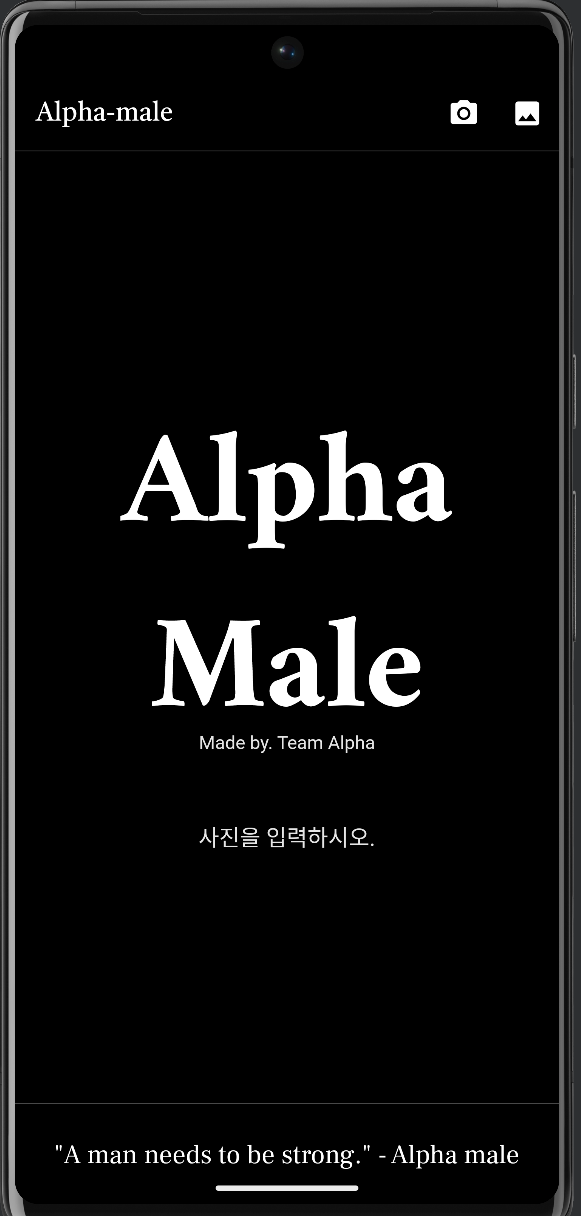 Alpha-male
Alpha
Male
Made by. Team Alpha
사진을 입력하시오.
"A man needs to be strong." - Alpha male